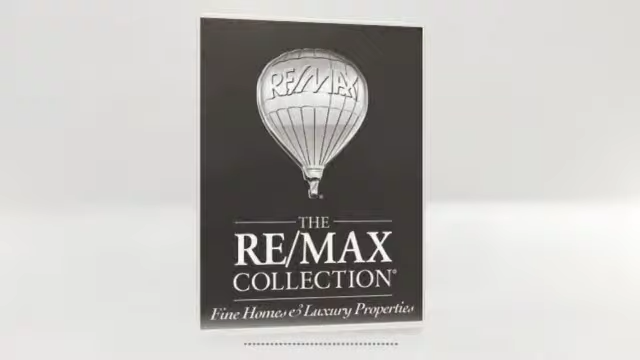 RE/MAX
THE
RE/MAX
COLLECTION®
Fine Homes & Luxury Properties